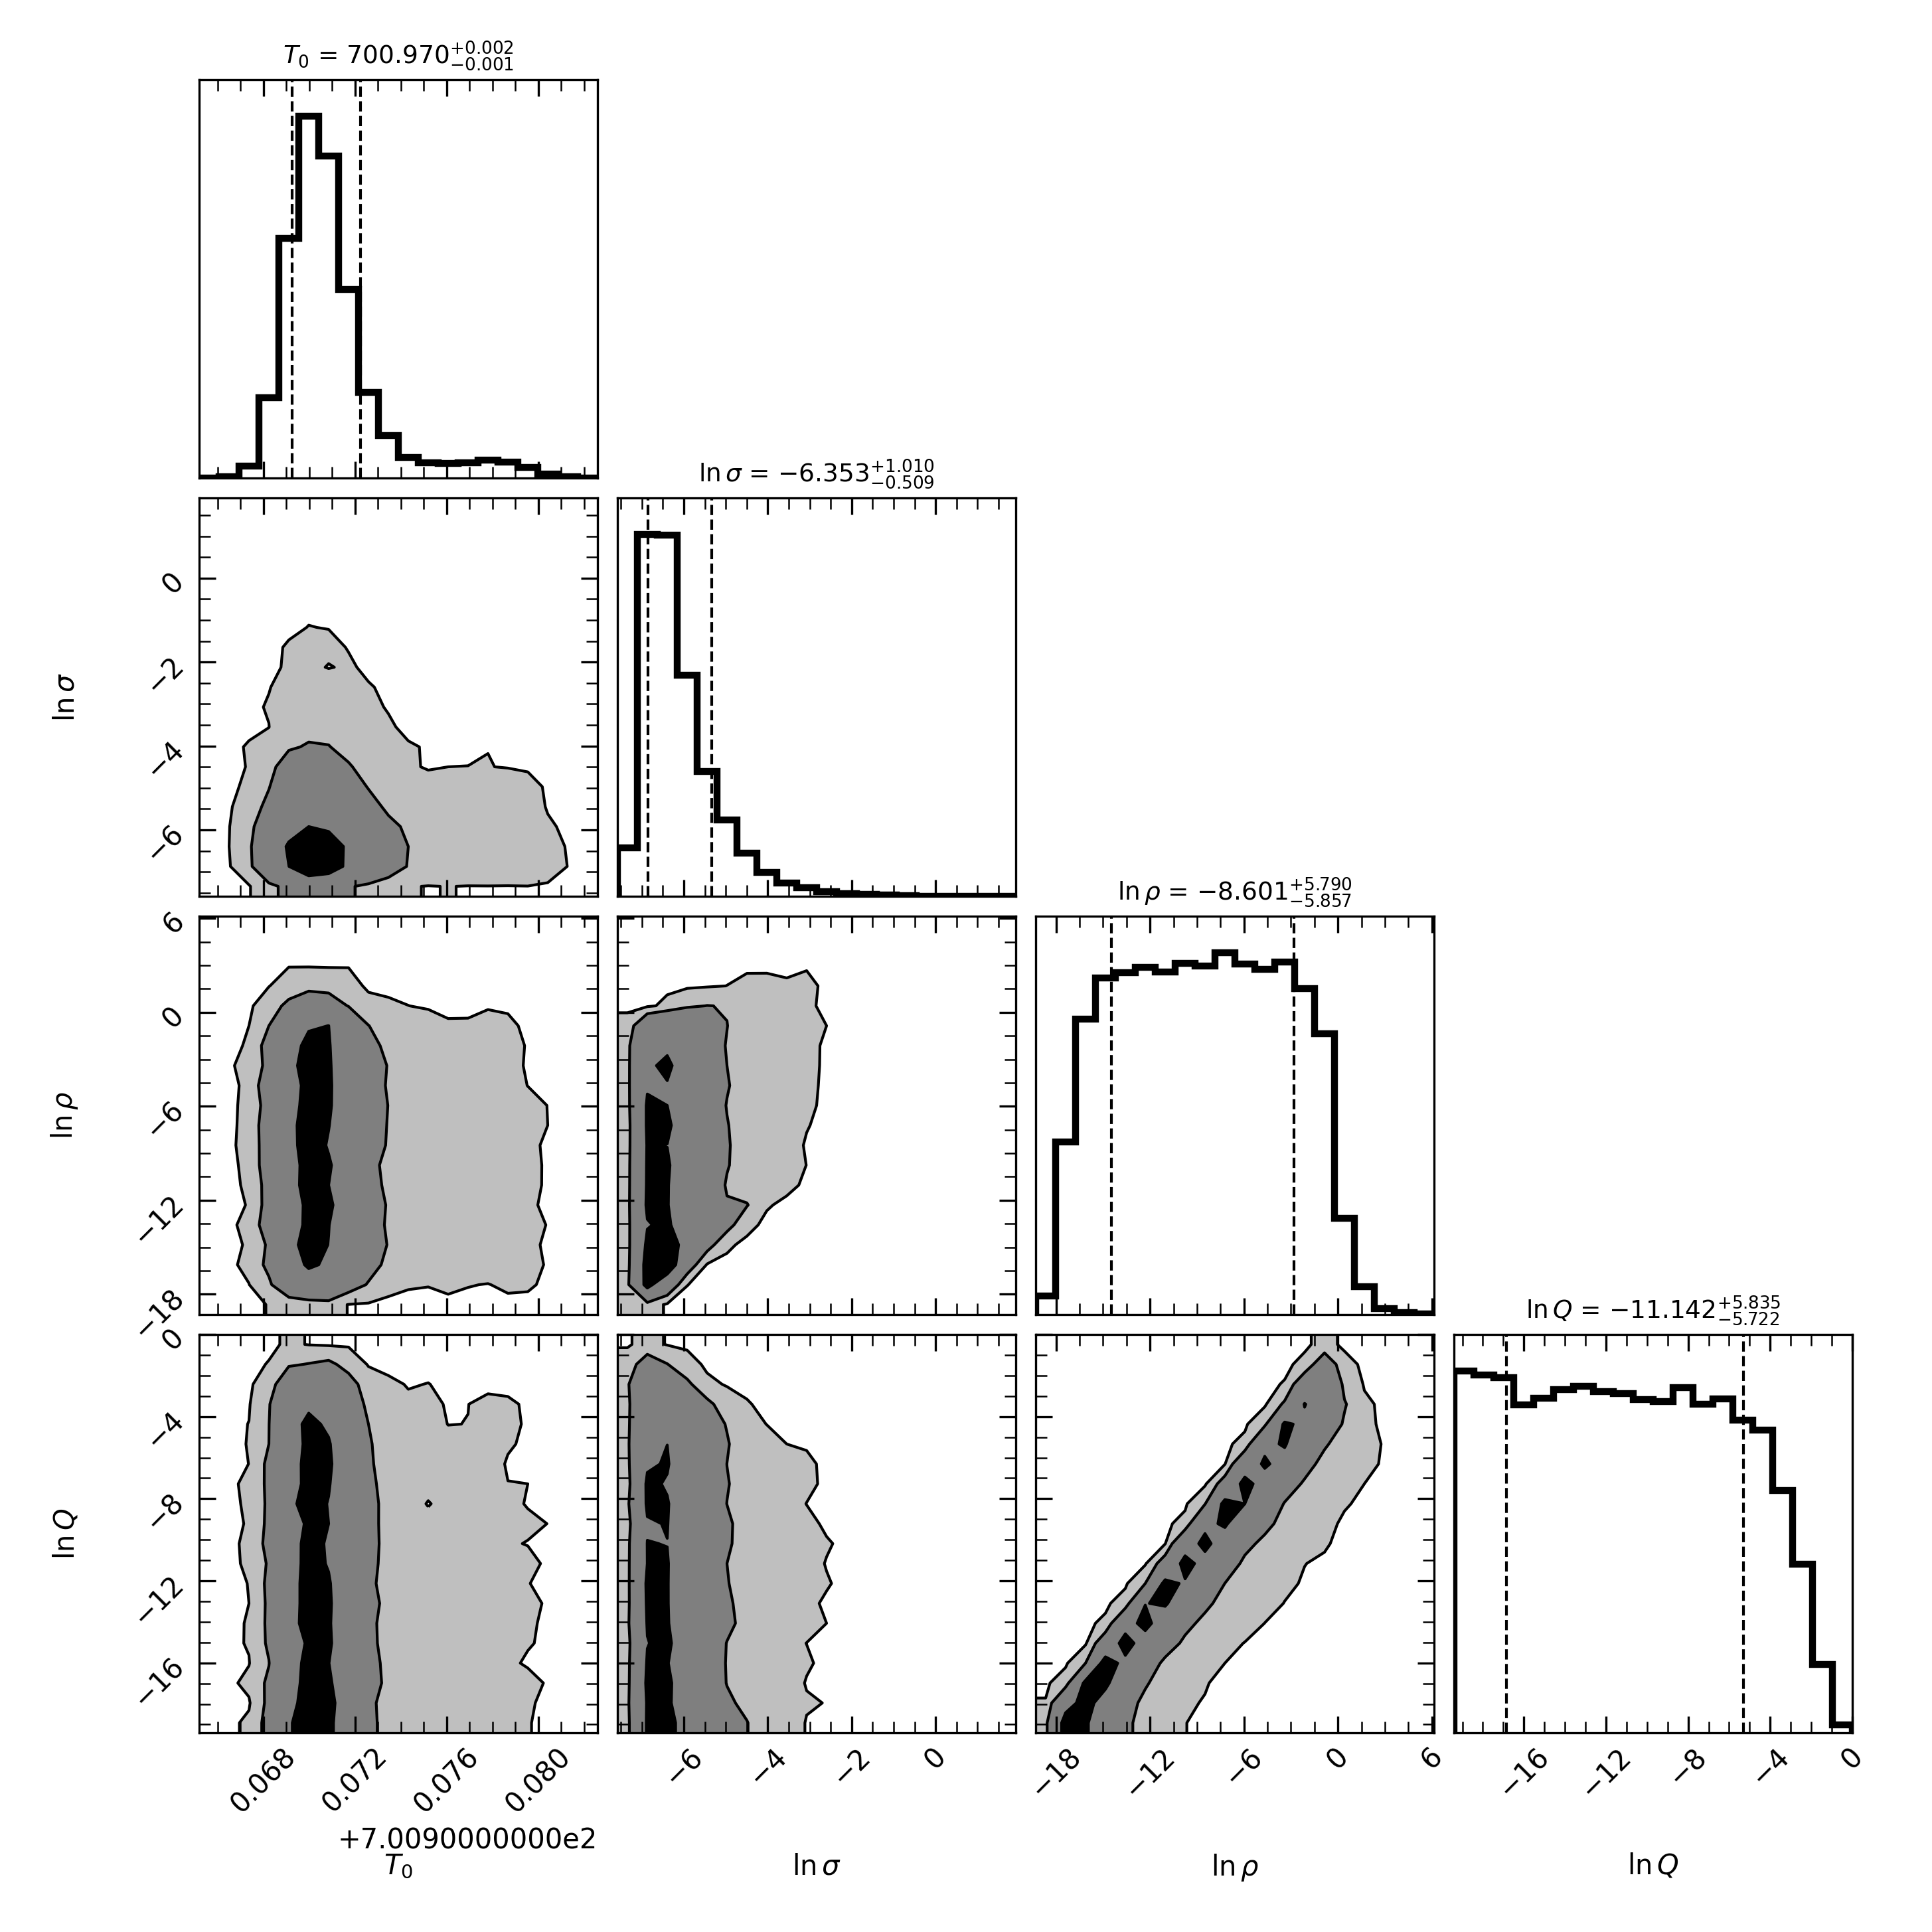 T₀ = 700.970 +0.002 −0.001
ln σ = −6.353 +1.010 −0.509
0
−2
−4
−6
ln σ
ln ρ = −8.601 +5.790 −5.857
6
0
−6
−12
−18
ln ρ
ln Q = −11.142 +5.835 −5.722
0
−4
−8
−12
−16
ln Q
0.068 0.072 0.076 0.080
−6 −4 −2 0
−18 −12 −6 0 6
−16 −12 −8 −4 0
+7.0090000000e2
T₀ ln σ ln ρ ln Q